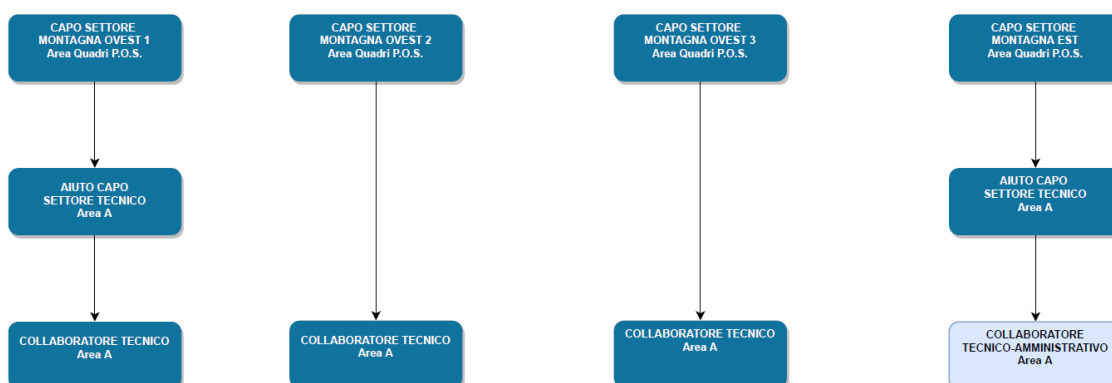 CAPO SETTORE
MONTAGNA OVEST 1
Area Quadri P.O.S.
CAPO SETTORE
MONTAGNA OVEST 2
Area Quadri P.O.S.
CAPO SETTORE
MONTAGNA OVEST 3
Area Quadri P.O.S.
CAPO SETTORE
MONTAGNA EST
Area Quadri P.O.S.
AIUTO CAPO
SETTORE TECNICO
Area A
AIUTO CAPO
SETTORE TECNICO
Area A
COLLABORATORE TECNICO
Area A
COLLABORATORE TECNICO
Area A
COLLABORATORE TECNICO
Area A
COLLABORATORE
TECNICO-AMMINISTRATIVO
Area A